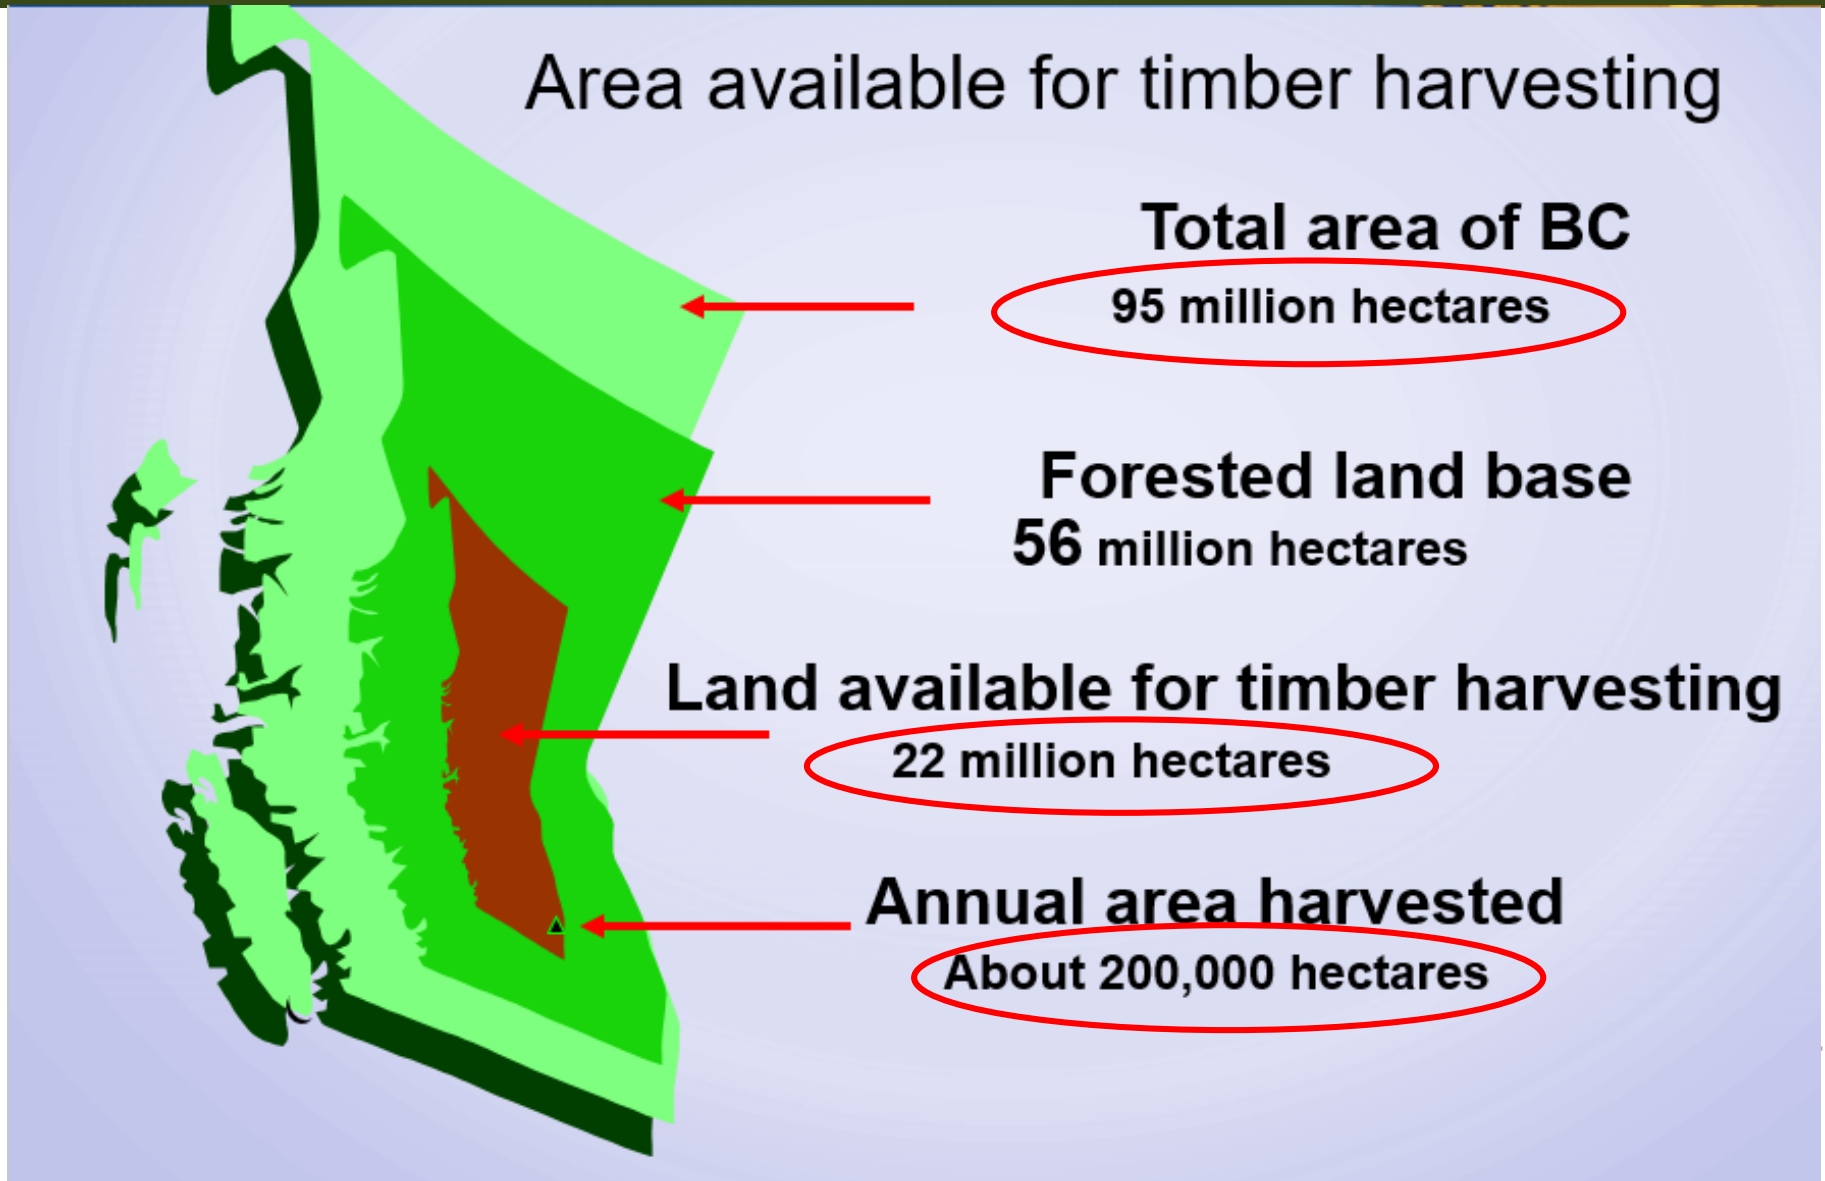 Area available for timber harvesting
Total area of BC
95 million hectares
Forested land base
56 million hectares
Land available for timber harvesting
22 million hectares
Annual area harvested
About 200,000 hectares